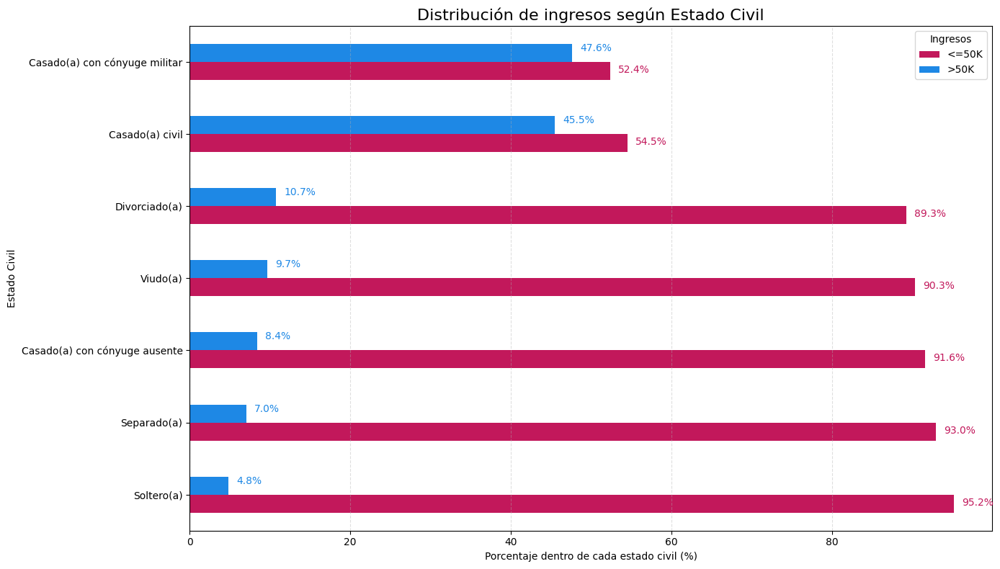 Distribución de ingresos según Estado Civil
Ingresos
<=50K
>50K
Estado Civil
Casado(a) con cónyuge militar
47.6%
52.4%
Casado(a) civil
45.5%
54.5%
Divorciado(a)
10.7%
89.3%
Viudo(a)
9.7%
90.3%
Casado(a) con cónyuge ausente
8.4%
91.6%
Separado(a)
7.0%
93.0%
Soltero(a)
4.8%
95.2%
0 20 40 60 80
Porcentaje dentro de cada estado civil (%)